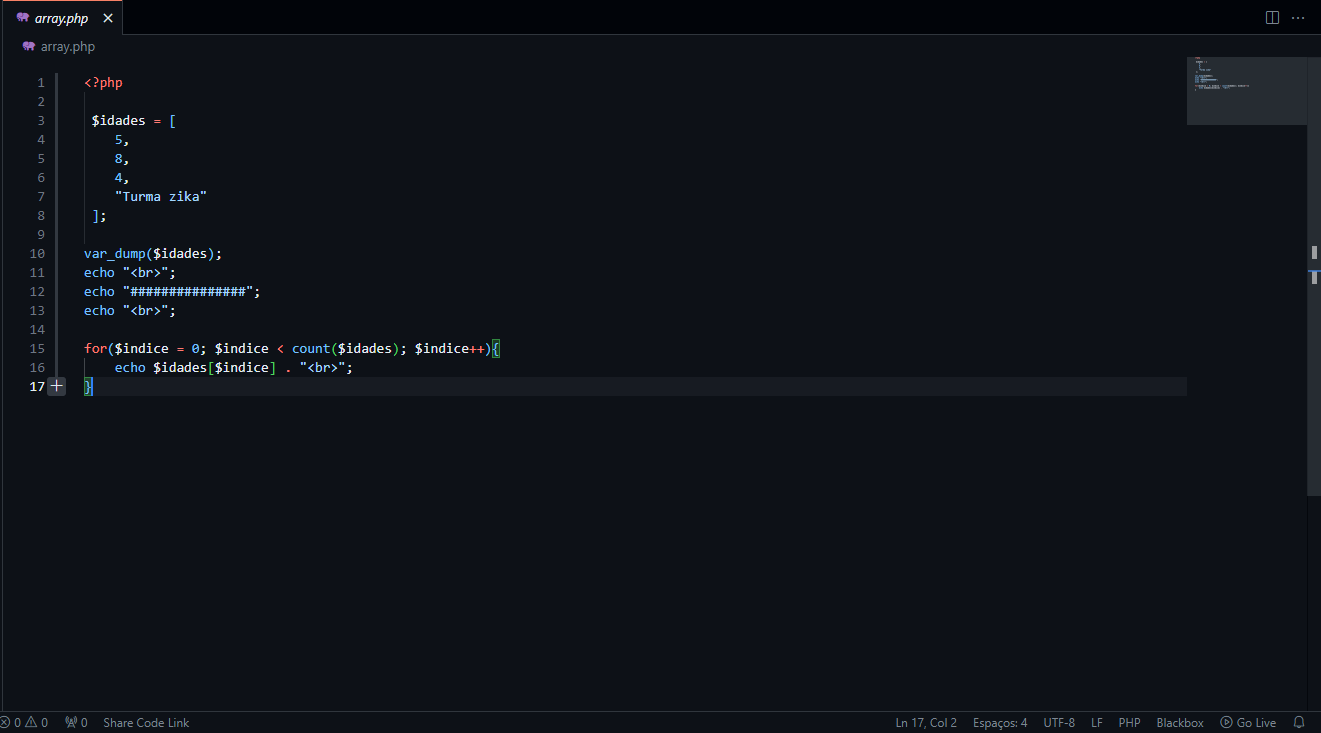 array.php
array.php
1 <?php
2
3 $idades = [
4 5,
5 8,
6 4,
7 "Turma zika"
8 ];
9
10 var_dump($idades);
11 echo "<br>";
12 echo "###############";
13 echo "<br>";
14
15 for($indice = 0; $indice < count($idades); $indice++){
16 echo $idades[$indice] . "<br>";
17 }
0 0 0 Share Code Link Ln 17, Col 2 Espaços: 4 UTF-8 LF PHP Blackbox Go Live